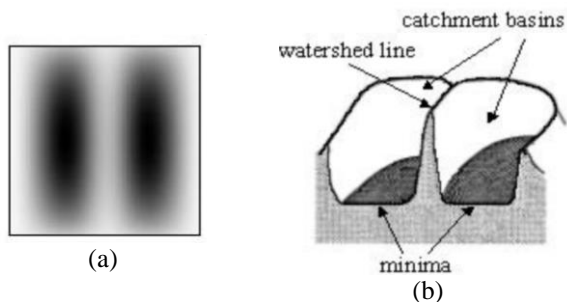 catchment basins
watershed line
minima
(a)
(b)